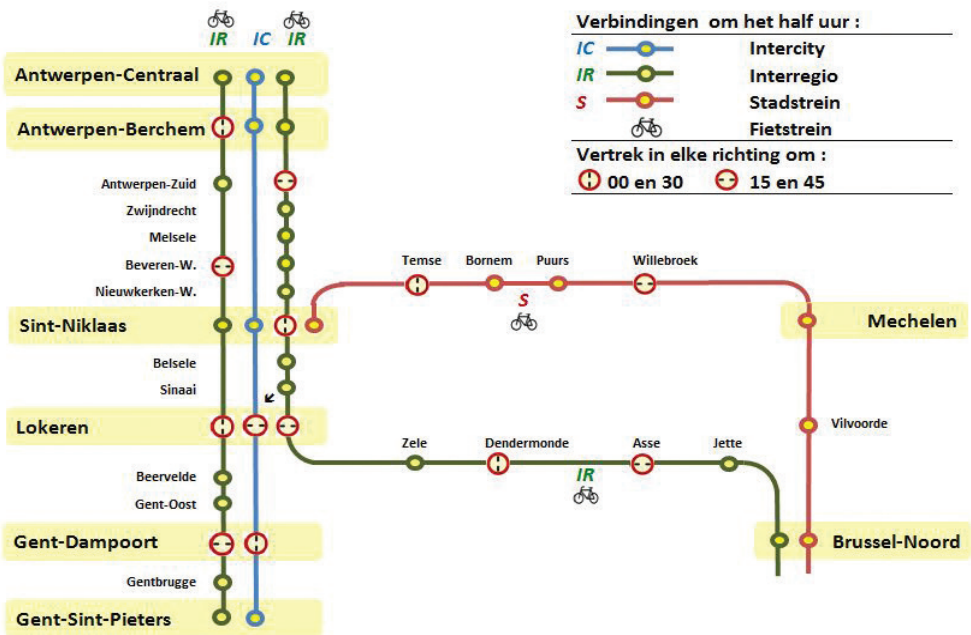 IR IC IR
Antwerpen-Centraal
Antwerpen-Berchem
Antwerpen-Zuid
Zwijndrecht
Melsele
Beveren-W.
Nieuwkerken-W.
Sint-Niklaas
Belsele
Sinaai
Lokeren
Beervelde
Gent-Oost
Gent-Dampoort
Gentbrugge
Gent-Sint-Pieters
Verbindingen om het half uur :
IC Intercity
IR Interregio
S Stadstrein
Fietstrein
Vertrek in elke richting om :
00 en 30 15 en 45
Temse Bornem Puurs Willebroek
S
Mechelen
Vilvoorde
Zele Dendermonde Asse Jette
IR
Brussel-Noord